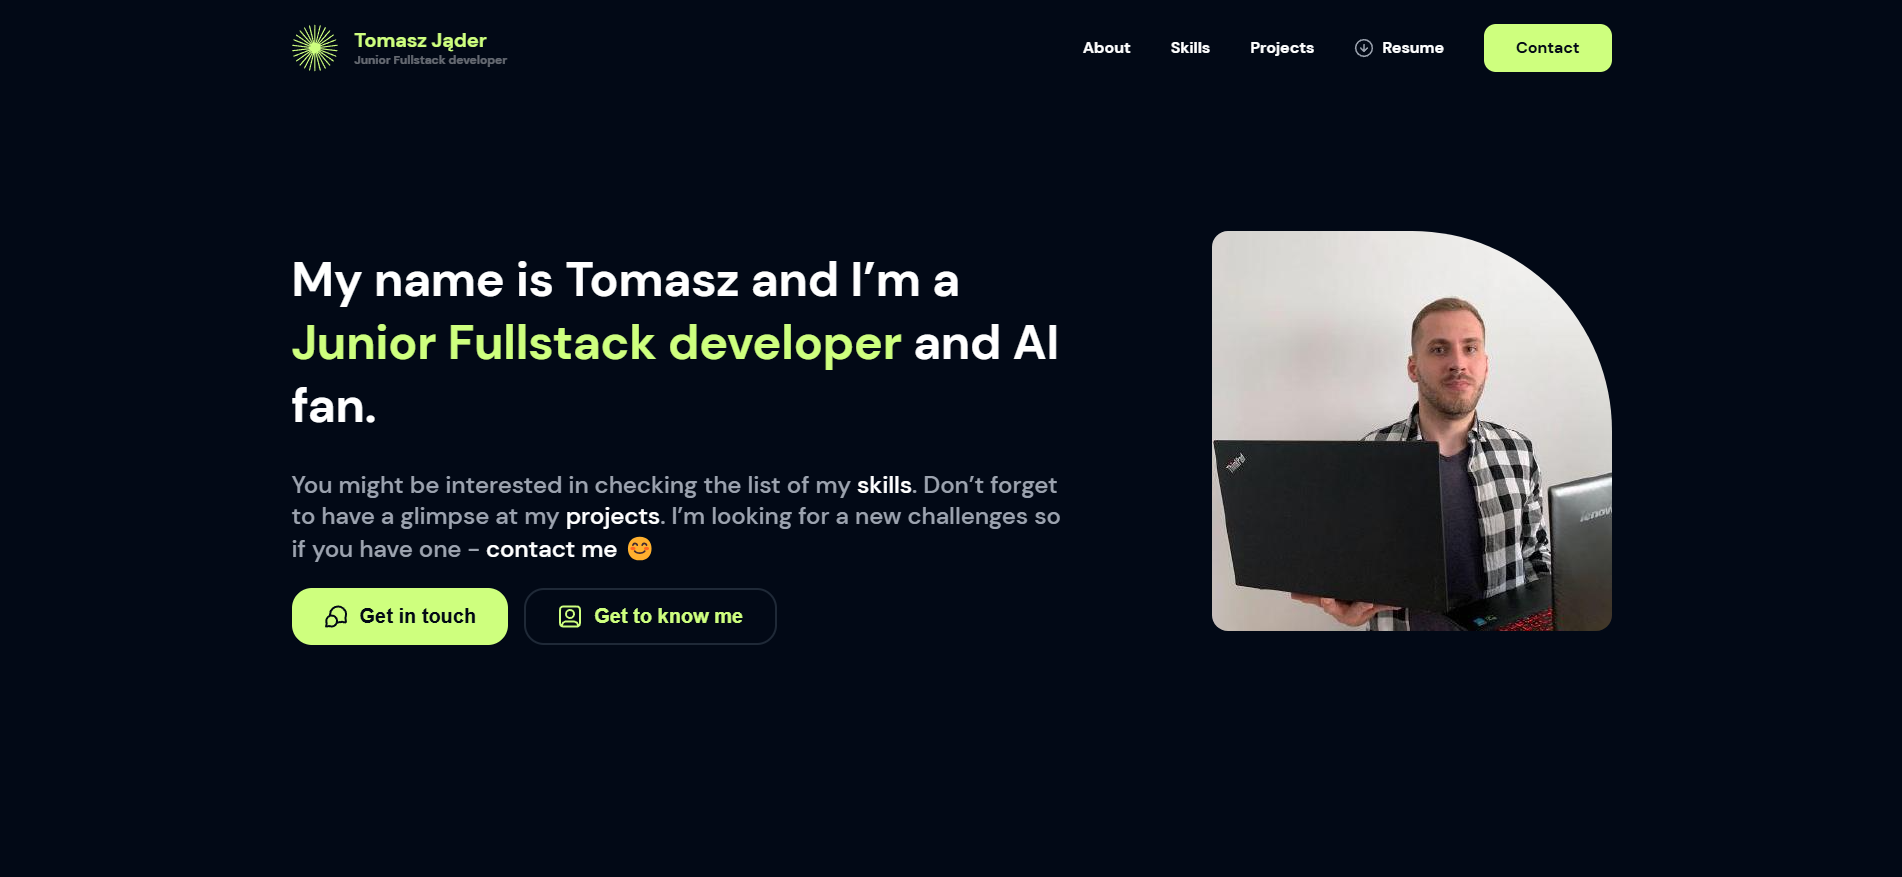 Tomasz Jąder
Junior Fullstack developer
About
Skills
Projects
Resume
Contact
My name is Tomasz and I’m a
Junior Fullstack developer and AI
fan.
You might be interested in checking the list of my skills. Don’t forget
to have a glimpse at my projects. I’m looking for a new challenges so
if you have one – contact me 😊
Get in touch
Get to know me
ThinkPad
lenovo